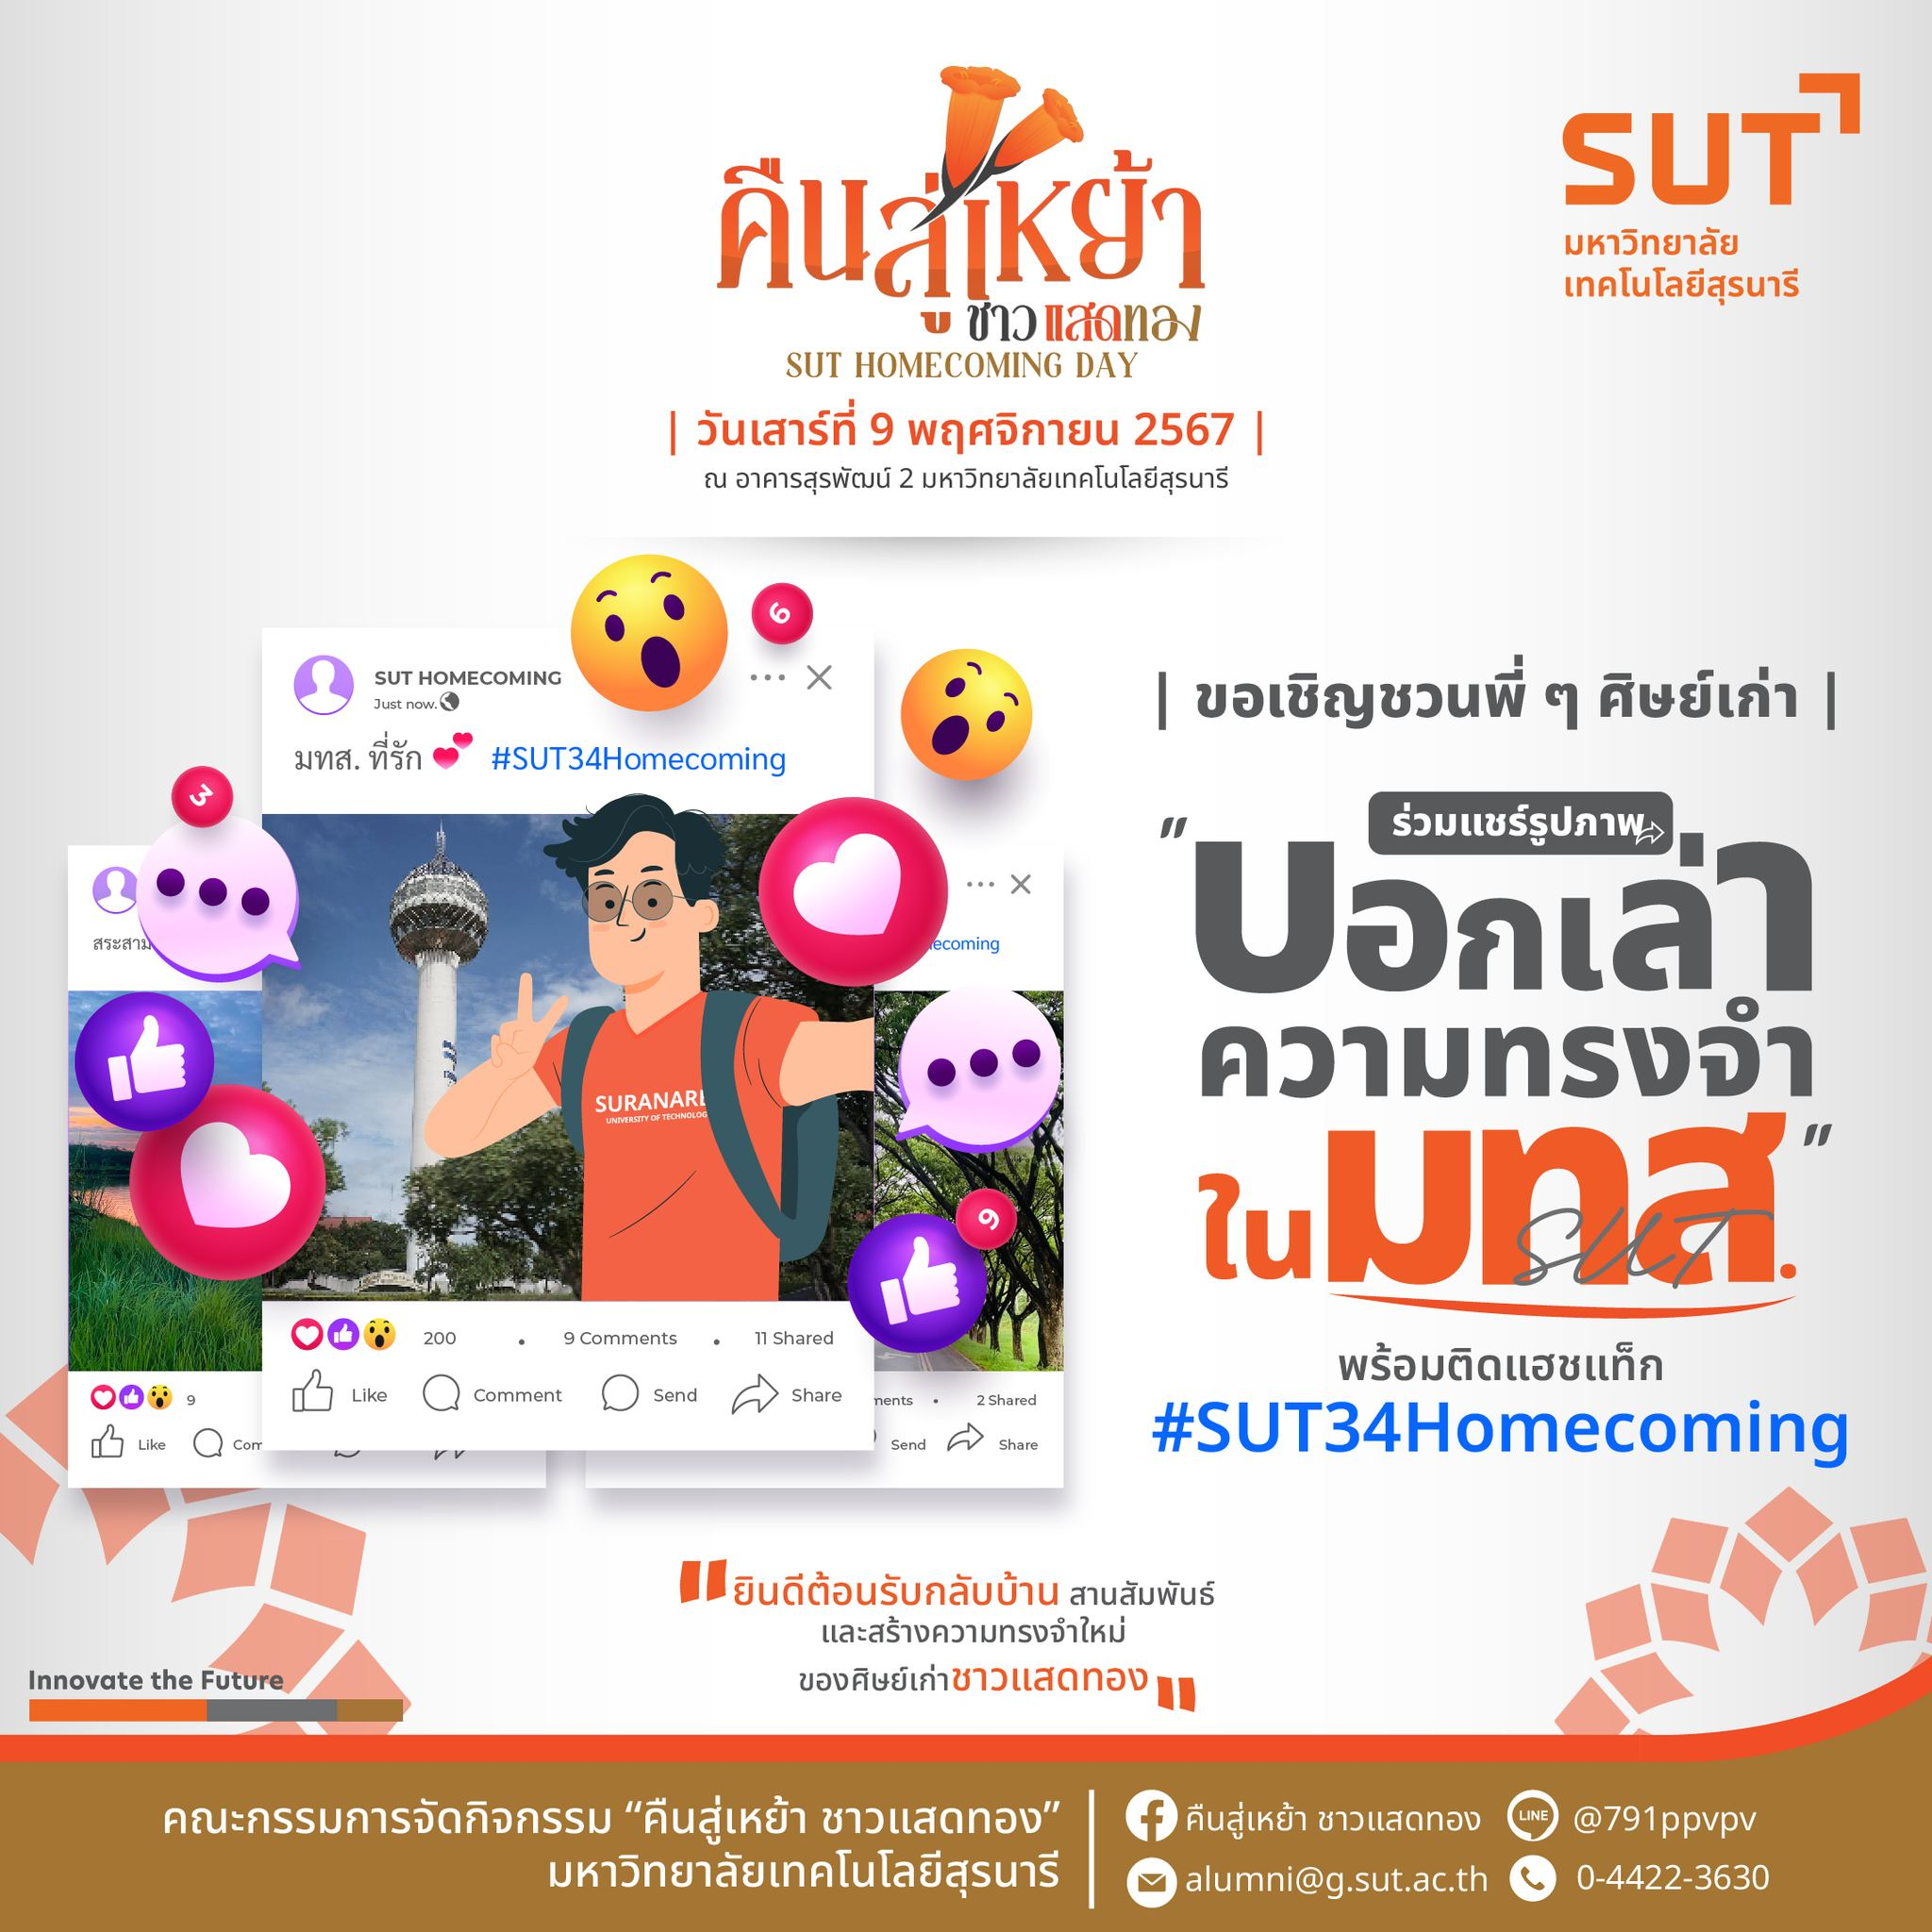 คืนสู่เหย้า
ชาวแสดทอง
SUT HOMECOMING DAY
| วันเสาร์ที่ 9 พฤศจิกายน 2567 |
ณ อาคารสุรพัฒน์ 2 มหาวิทยาลัยเทคโนโลยีสุรนารี
SUT
มหาวิทยาลัย
เทคโนโลยีสุรนารี
6
SUT HOMECOMING
Just now.
มทส. ที่รัก #SUT34Homecoming
3
สระสาม
ecoming
SURANARE
UNIVERSITY OF TECHNOLOG
9
200 . 9 Comments . 11 Shared
Like Comment Send Share
9
Like Com
ments • 2 Shared
Send Share
| ขอเชิญชวนพี่ ๆ ศิษย์เก่า |
ร่วมแชร์รูปภาพ
"บอกเล่า
ความทรงจำ
ใน มทส."
SUT
พร้อมติดแฮชแท็ก
#SUT34Homecoming
"ยินดีต้อนรับกลับบ้าน สานสัมพันธ์
และสร้างความทรงจำใหม่
ของศิษย์เก่าชาวแสดทอง"
Innovate the Future
คณะกรรมการจัดกิจกรรม “คืนสู่เหย้า ชาวแสดทอง”
มหาวิทยาลัยเทคโนโลยีสุรนารี
คืนสู่เหย้า ชาวแสดทอง
LINE @791ppvpv
alumni@g.sut.ac.th
0-4422-3630